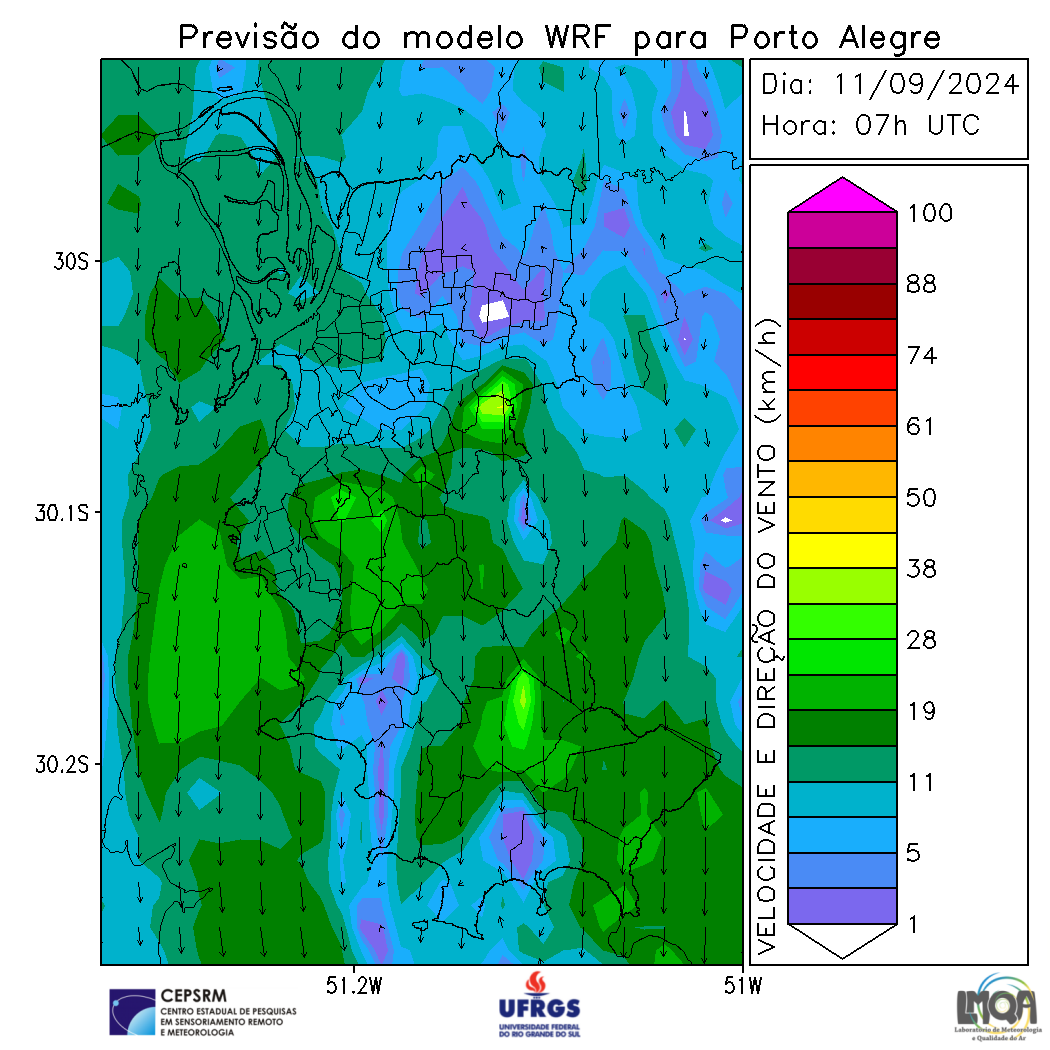 Previsão do modelo WRF para Porto Alegre
Dia: 11/09/2024
Hora: 07h UTC
30S
30.1S
30.2S
51.2W
51W
VELOCIDADE E DIREÇÃO DO VENTO (km/h)
100
88
74
61
50
38
28
19
11
5
1
CEPSRM
CENTRO ESTADUAL DE PESQUISAS
EM SENSORIAMENTO REMOTO
E METEOROLOGIA
UFRGS
UNIVERSIDADE FEDERAL
DO RIO GRANDE DO SUL
LMQA
Laboratório de Meteorologia
e Qualidade do Ar